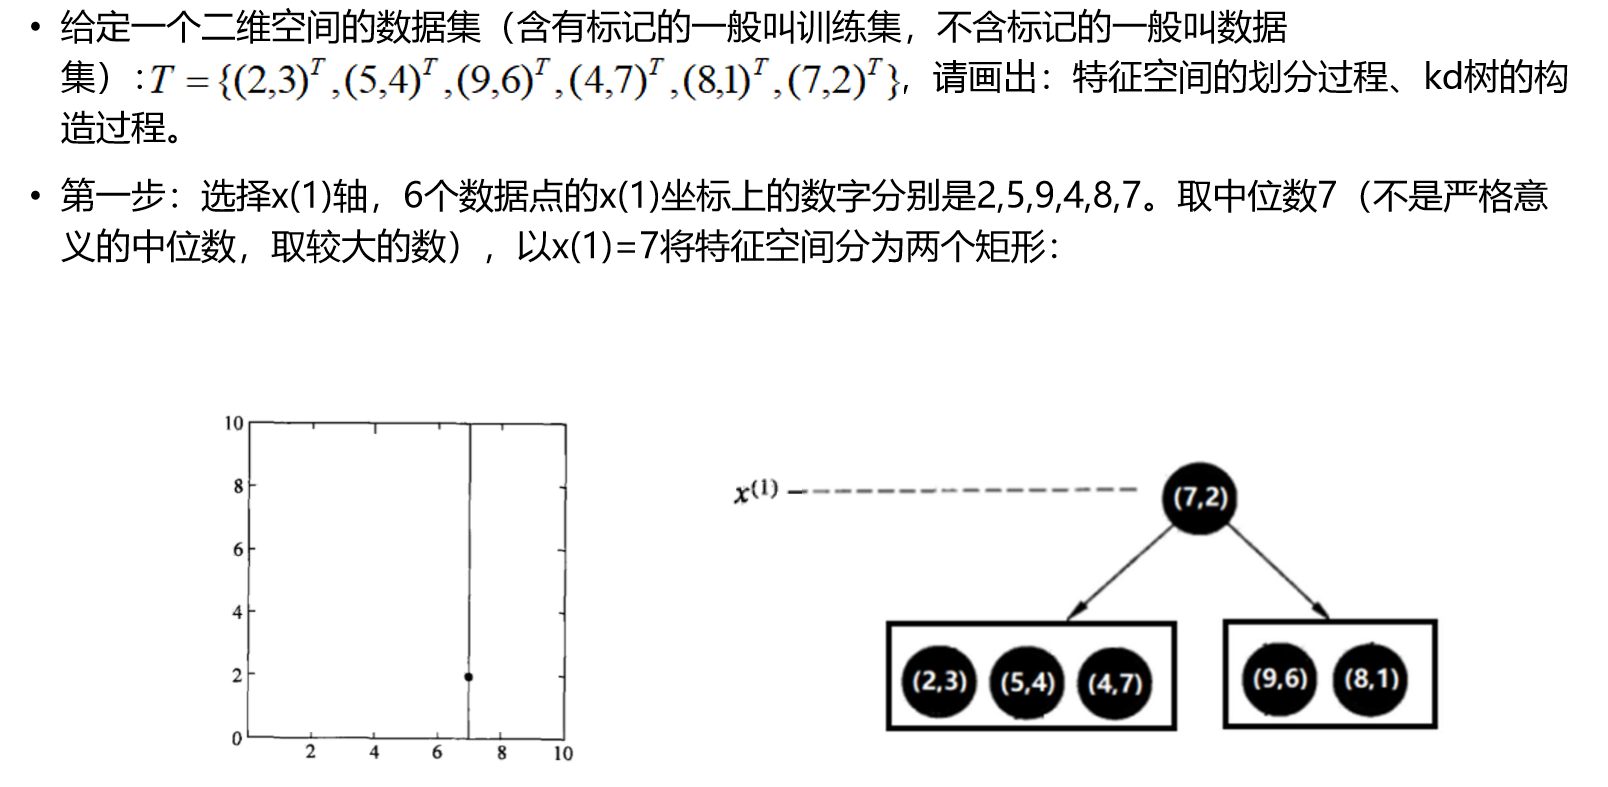 • 给定一个二维空间的数据集（含有标记的一般叫训练集，不含标记的一般叫数据
集）:T = {(2,3)^T,(5,4)^T,(9,6)^T,(4,7)^T,(8,1)^T,(7,2)^T}，请画出：特征空间的划分过程、kd树的构
造过程。
• 第一步：选择x(1)轴，6个数据点的x(1)坐标上的数字分别是2,5,9,4,8,7。取中位数7（不是严格意
义的中位数，取较大的数），以x(1)=7将特征空间分为两个矩形：
10
8
6
4
2
0
2 4 6 8 10
x^(1)
(7,2)
(2,3) (5,4) (4,7)
(9,6) (8,1)